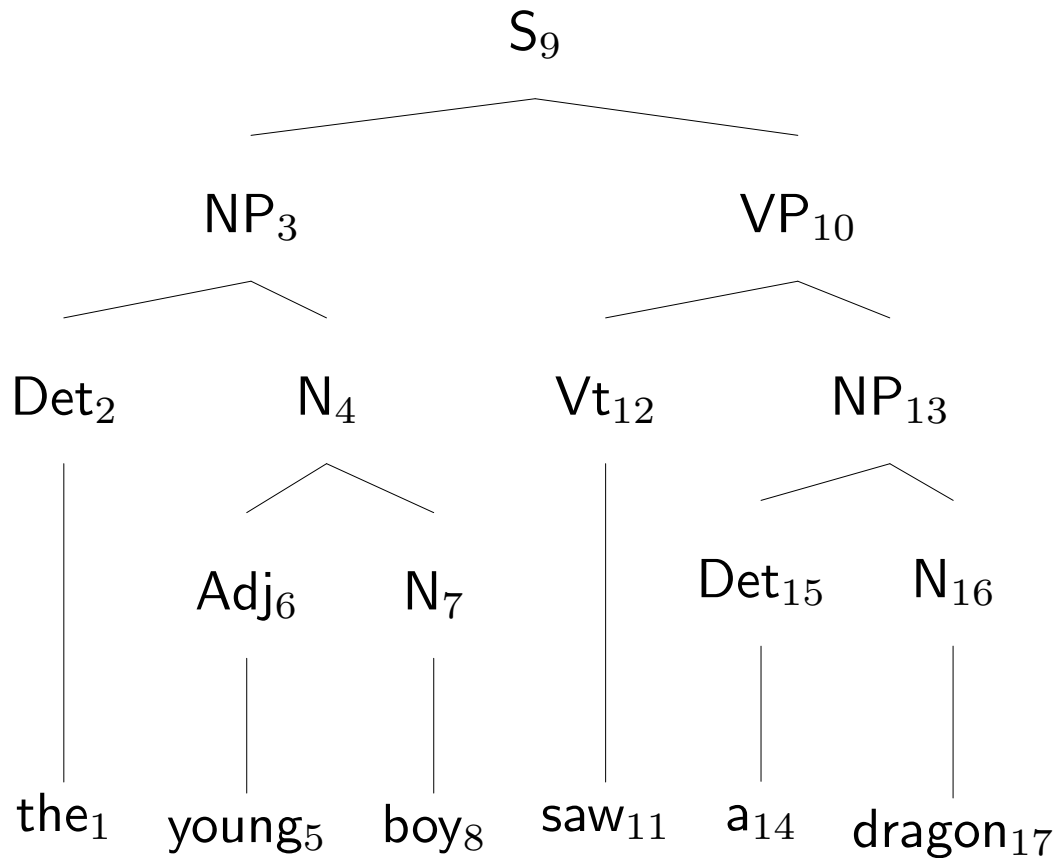 S₉
NP₃ VP₁₀
Det₂ N₄ Vt₁₂ NP₁₃
Adj₆ N₇ Det₁₅ N₁₆
the₁ young₅ boy₈ saw₁₁ a₁₄ dragon₁₇